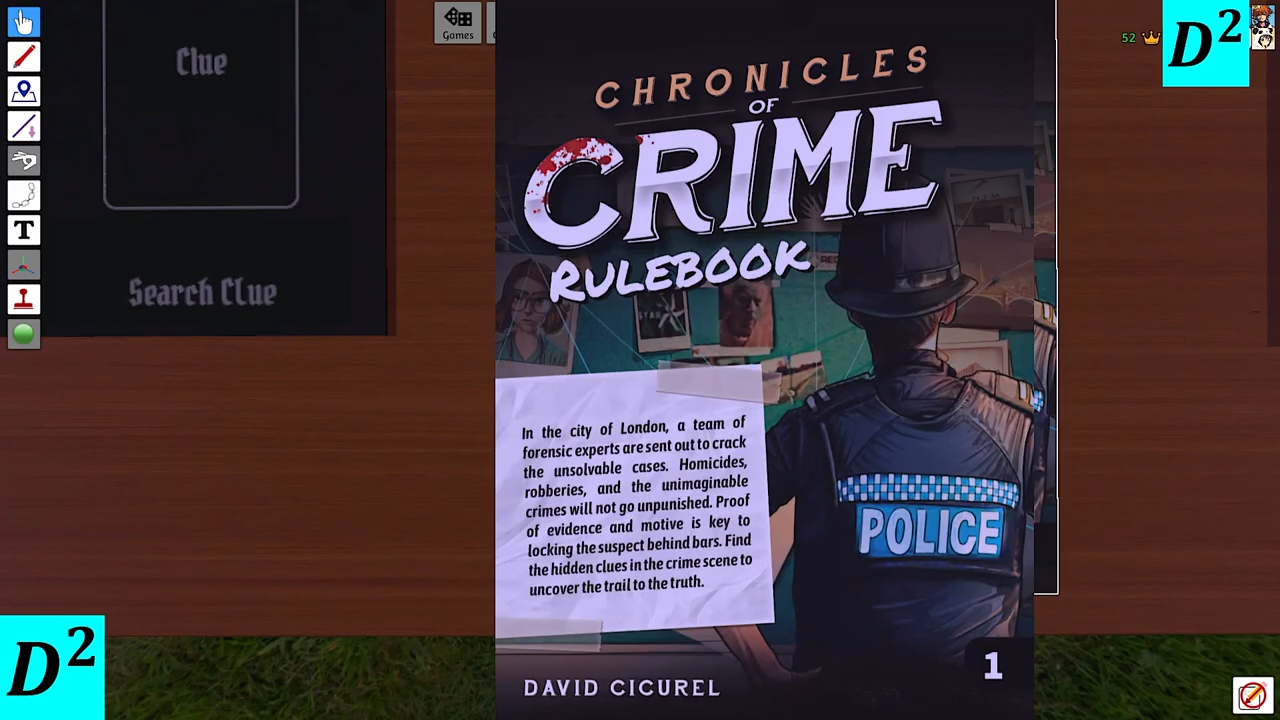 Clue
Search Clue
Games
T
52
D²
CHRONICLES
OF
CRIME
RULEBOOK
STAR
In the city of London, a team of
forensic experts are sent out to crack
the unsolvable cases. Homicides,
robberies, and the unimaginable
crimes will not go unpunished. Proof
of evidence and motive is key to
locking the suspect behind bars. Find
the hidden clues in the crime scene to
uncover the trail to the truth.
POLICE
1
DAVID CICUREL
D²